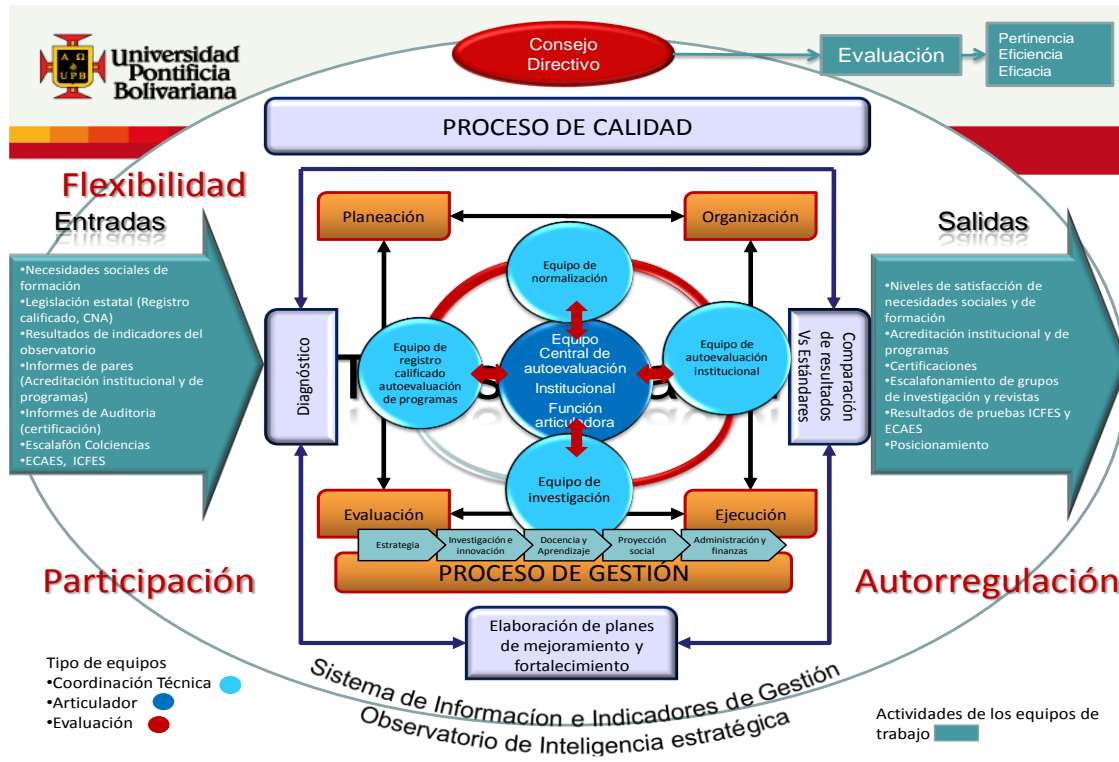 Universidad
Pontificia
Bolivariana
A Ω
UPB
Consejo
Directivo
Evaluación
Pertinencia
Eficiencia
Eficacia
PROCESO DE CALIDAD
Flexibilidad
Entradas
•Necesidades sociales de
formación
•Legislación estatal (Registro
calificado, CNA)
•Resultados de indicadores del
observatorio
•Informes de pares
(Acreditación institucional y de
programas)
•Informes de Auditoria
(certificación)
•Escalafón Colciencias
•ECAES, ICFES
Planeación
Organización
Equipo de
normalización
Diagnóstico
Equipo de
registro
calificado
autoevaluación
de programas
Equipo
Central de
autoevaluación
Institucional
Función
articuladora
Equipo de
autoevaluación
institucional
Comparación
de resultados
Vs Estándares
Equipo de
investigación
Evaluación
Ejecución
Estrategia
Investigación e
innovación
Docencia y
Aprendizaje
Proyección
social
Administración y
finanzas
PROCESO DE GESTIÓN
Salidas
•Niveles de satisfacción de
necesidades sociales y de
formación
•Acreditación institucional y de
programas
•Certificaciones
•Escalafonamiento de grupos
de investigación y revistas
•Resultados de pruebas ICFES y
ECAES
•Posicionamiento
Participación
Autorregulación
Elaboración de planes
de mejoramiento y
fortalecimiento
Sistema de Informacíon e Indicadores de Gestión
Observatorio de Inteligencia estratégica
Tipo de equipos
•Coordinación Técnica
•Articulador
•Evaluación
Actividades de los equipos de
trabajo